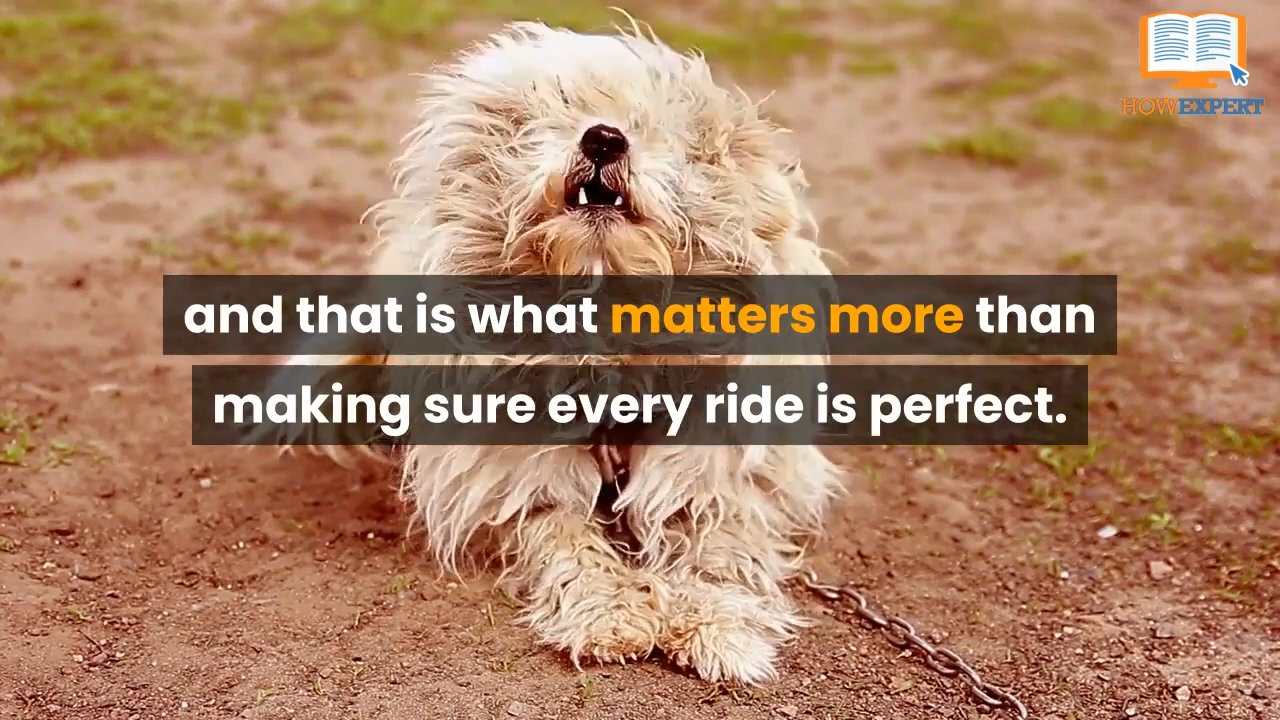 HOWEXPERT
and that is what matters more than
making sure every ride is perfect.